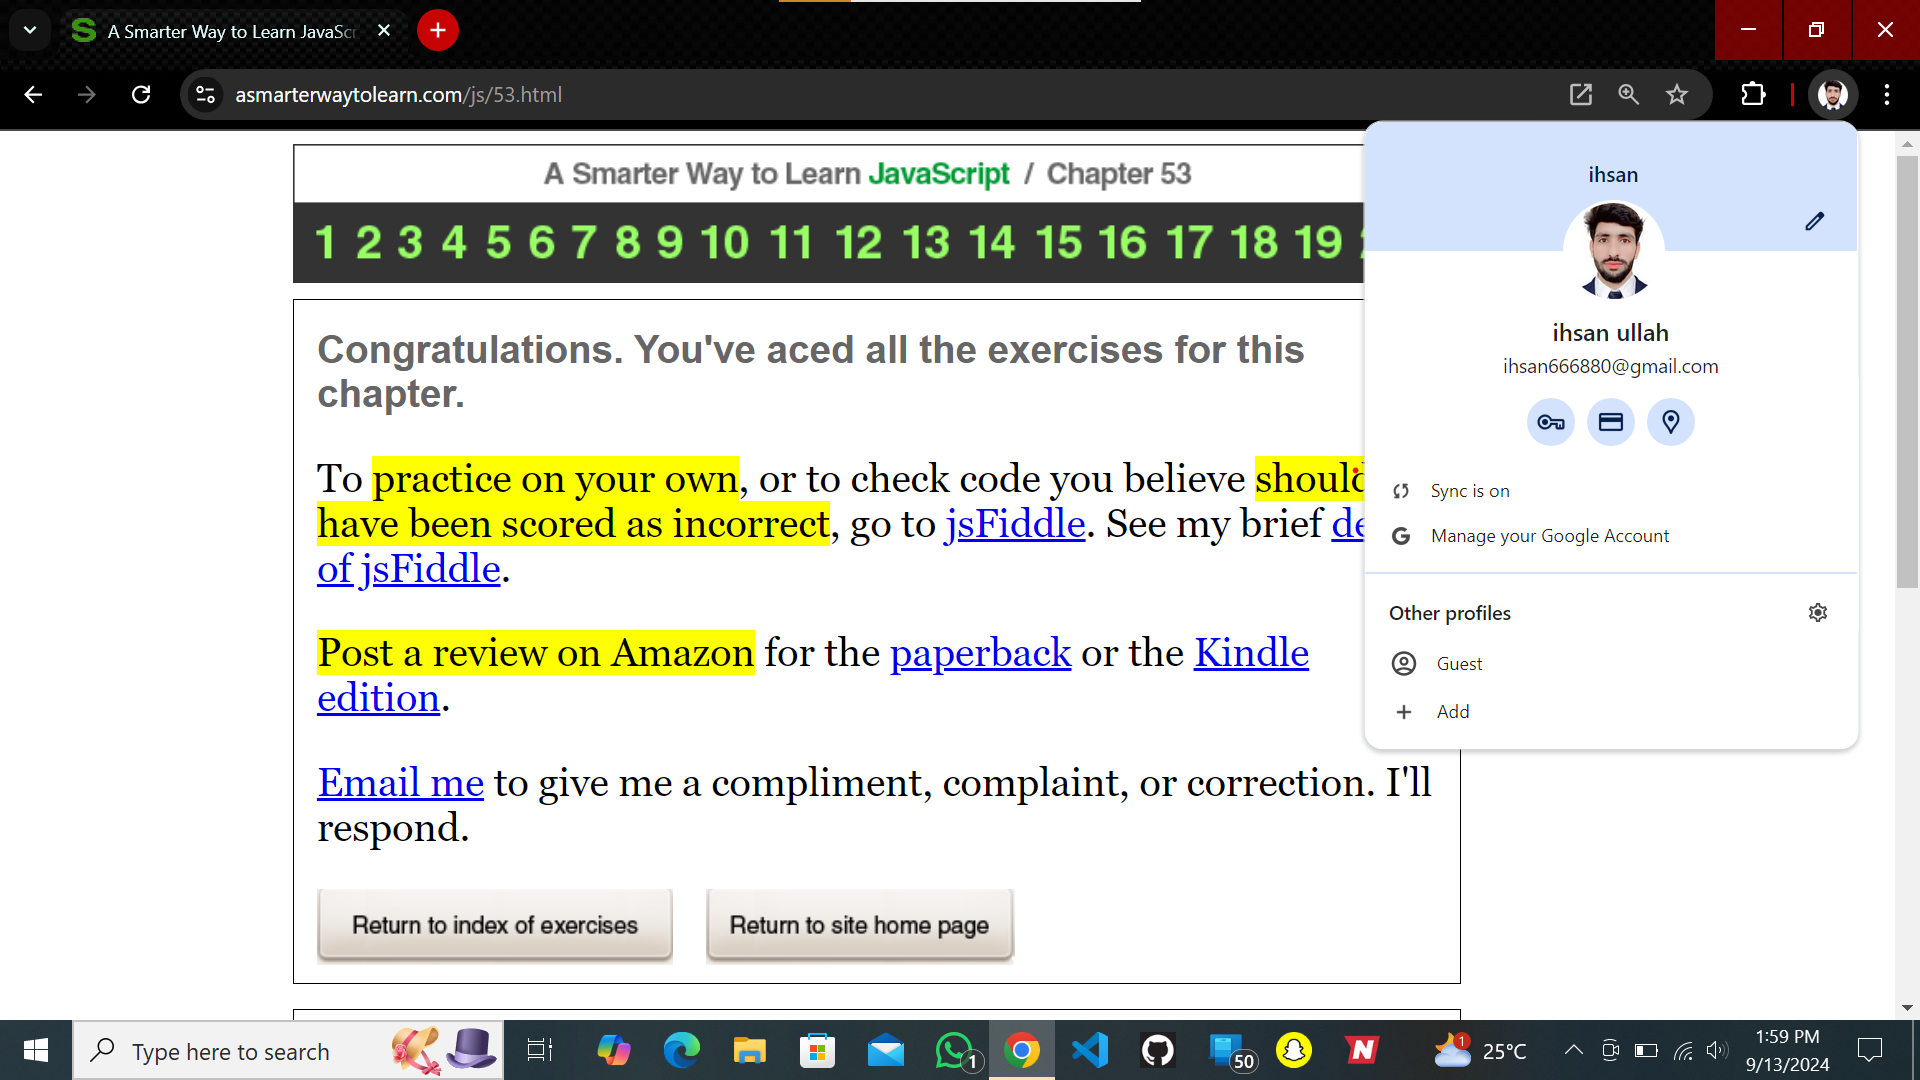 A Smarter Way to Learn JavaScr
asmarterwaytolearn.com/js/53.html
A Smarter Way to Learn JavaScript / Chapter 53
1 2 3 4 5 6 7 8 9 10 11 12 13 14 15 16 17 18 19
Congratulations. You've aced all the exercises for this
chapter.
To practice on your own, or to check code you believe should
have been scored as incorrect, go to jsFiddle. See my brief de
of jsFiddle.
Post a review on Amazon for the paperback or the Kindle
edition.
Email me to give me a compliment, complaint, or correction. I'll
respond.
Return to index of exercises
Return to site home page
ihsan
ihsan ullah
ihsan666880@gmail.com
Sync is on
Manage your Google Account
Other profiles
Guest
Add
Type here to search
1
50
1
25°C
1:59 PM
9/13/2024